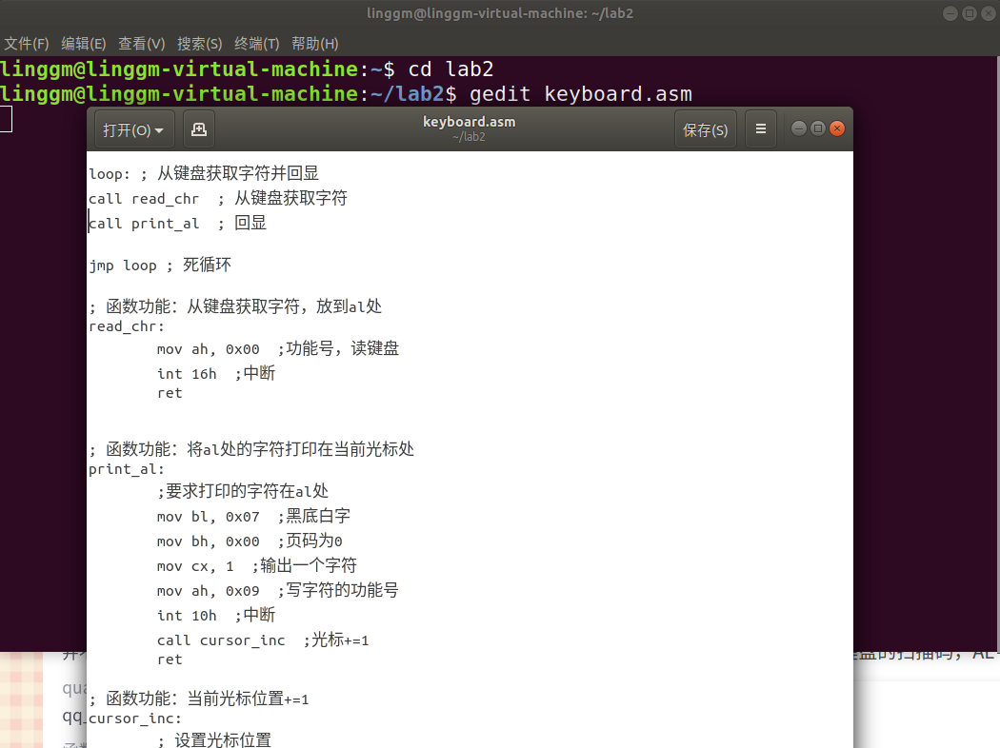 linggm@linggm-virtual-machine: ~/lab2
文件(F) 编辑(E) 查看(V) 搜索(S) 终端(T) 帮助(H)
linggm@linggm-virtual-machine:~$ cd lab2
linggm@linggm-virtual-machine:~/lab2$ gedit keyboard.asm
打开(O) keyboard.asm 保存(S)
~/lab2
loop: ; 从键盘获取字符并回显
call read_chr  ; 从键盘获取字符
call print_al  ; 回显
jmp loop ; 死循环
; 函数功能：从键盘获取字符，放到al处
read_chr:
mov ah, 0x00  ;功能号，读键盘
int 16h  ;中断
ret
; 函数功能：将al处的字符打印在当前光标处
print_al:
;要求打印的字符在al处
mov bl, 0x07  ;黑底白字
mov bh, 0x00  ;页码为0
mov cx, 1  ;输出一个字符
mov ah, 0x09  ;写字符的功能号
int 10h  ;中断
call cursor_inc  ;光标+=1
ret
; 函数功能：当前光标位置+=1
cursor_inc:
; 设置光标位置
盘的扫描码，AL